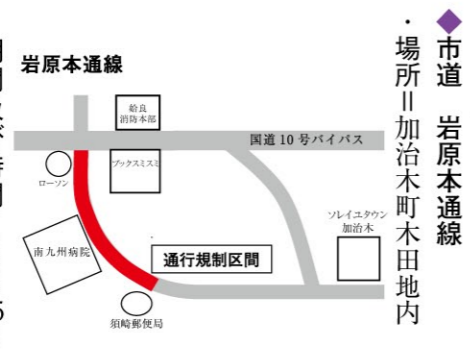 ◆市道 岩原本通線
・場所＝加治木町木田地内
岩原本通線
姶良
消防本部
国道10号バイパス
ブックスミスミ
ローソン
ソレイユタウン
加治木
南九州病院
通行規制区間
須崎郵便局